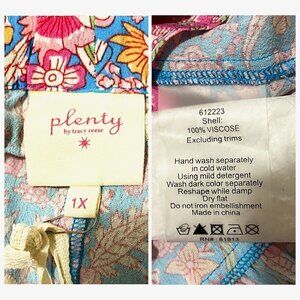 plenty
by tracy reese
1X
612223
Shell:
100% VISCOSE
Excluding trims
Hand wash separately
in cold water
Using mild detergent
Wash dark color separately
Reshape while damp
Dry flat
Do not iron embellishment
Made in china
RN# 81913